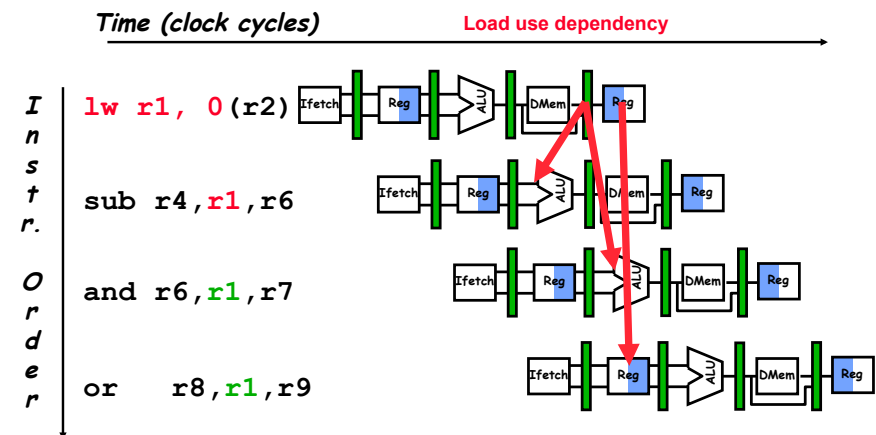 Time (clock cycles)
Load use dependency
Instr. Order
lw r1, 0(r2)
Ifetch Reg ALU DMem Reg
sub r4,r1,r6
Ifetch Reg ALU DMem Reg
and r6,r1,r7
Ifetch Reg ALU DMem Reg
or r8,r1,r9
Ifetch Reg ALU DMem Reg